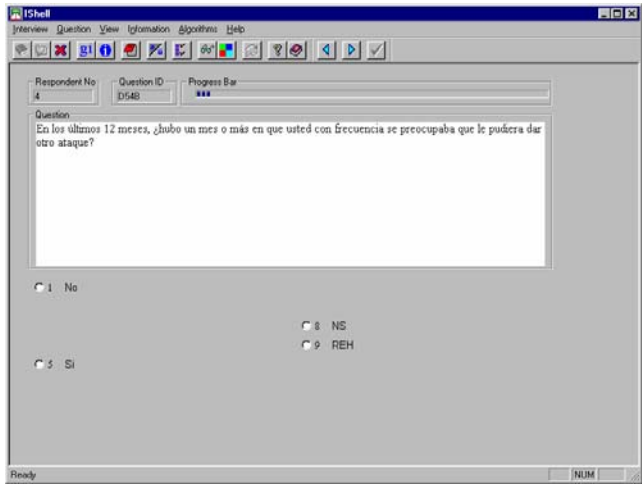 IShell
Interview Question View Information Algorithms Help
gi
Respondent No Question ID Progress Bar
4 D54B
Question
En los últimos 12 meses, ¿hubo un mes o más en que usted con frecuencia se preocupaba que le pudiera dar
otro ataque?
1 No
8 NS
9 REH
5 Sí
Ready NUM